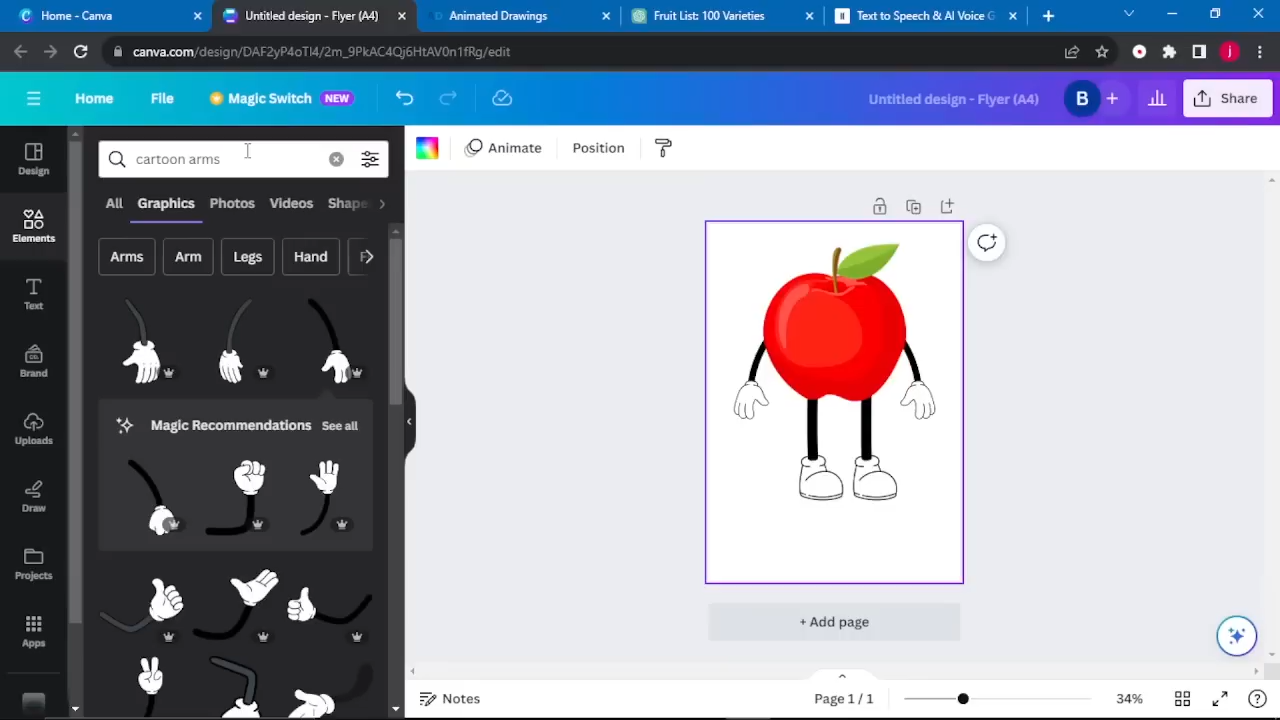 Home - Canva
Untitled design - Flyer (A4)
Animated Drawings
Fruit List: 100 Varieties
Text to Speech & AI Voice G
canva.com/design/DAF2yP4oTl4/2m_9PkAC4Qj6HtAV0n1fRg/edit
j
Home
File
Magic Switch
NEW
Untitled design - Flyer (A4)
B
Share
Design
Elements
Text
Brand
Uploads
Draw
Projects
Apps
cartoon arms
All
Graphics
Photos
Videos
Shape
Arms
Arm
Legs
Hand
Magic Recommendations
See all
Animate
Position
+ Add page
Notes
Page 1 / 1
34%